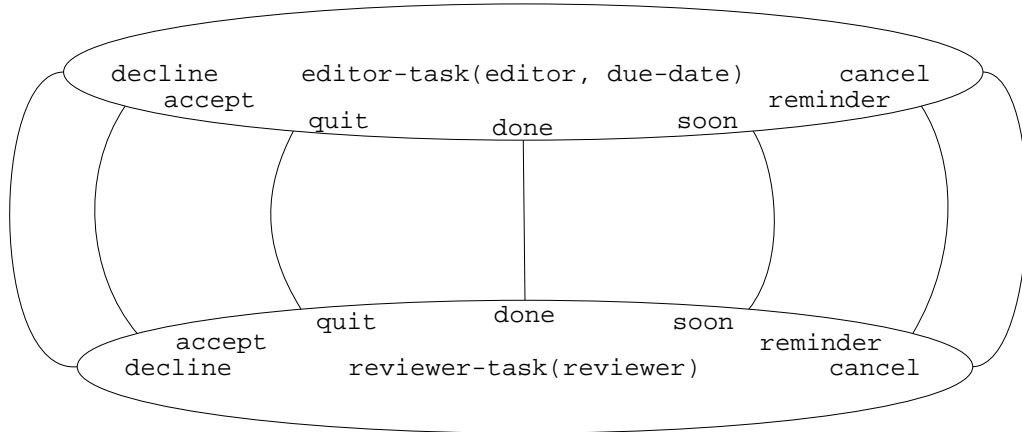 decline editor-task(editor, due-date) cancel
accept reminder
quit done soon
quit done soon
accept reminder
decline reviewer-task(reviewer) cancel